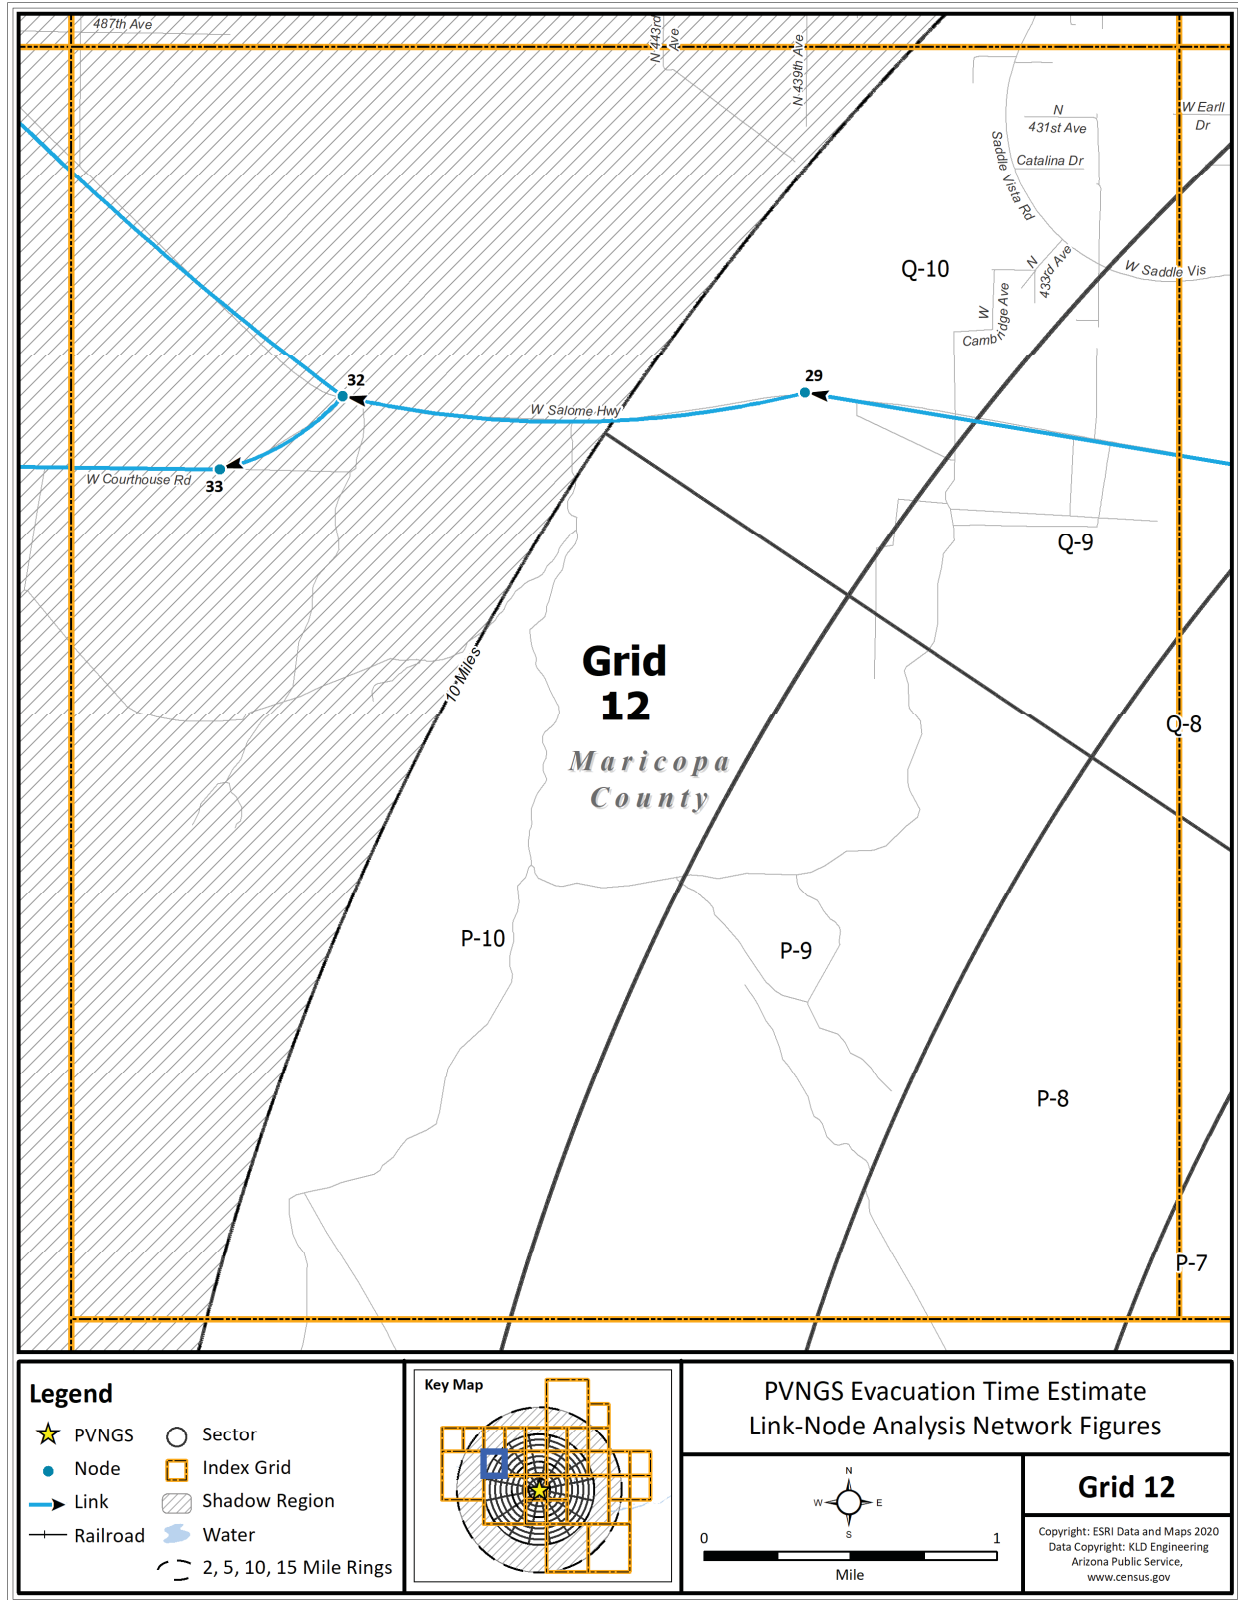 487th Ave
N 443rd
Ave
N 439th Ave
W Earll
Dr
N
431st Ave
Catalina Dr
Saddle Vista Rd
W Saddle Vis
N
433rd Ave
W
Cambridge Ave
Q-10
32
29
W Salome Hwy
W Courthouse Rd
33
Q-9
10 Miles
Grid
12
Maricopa
County
Q-8
P-10
P-9
P-8
P-7
Legend
PVNGS
Sector
Node
Index Grid
Link
Shadow Region
Railroad
Water
2, 5, 10, 15 Mile Rings
Key Map
PVNGS Evacuation Time Estimate
Link-Node Analysis Network Figures
N
W
E
S
0
1
Mile
Grid 12
Copyright: ESRI Data and Maps 2020
Data Copyright: KLD Engineering
Arizona Public Service,
www.census.gov